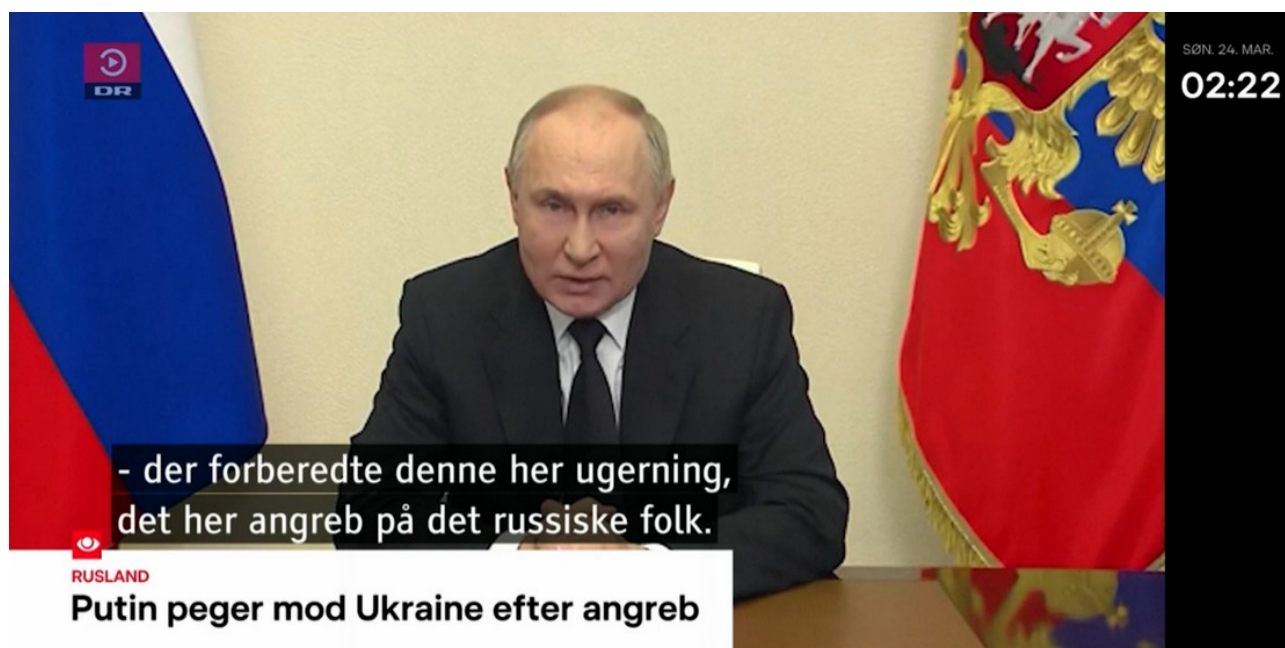 DR
SØN. 24. MAR.
02:22
- der forberedte denne her ugerning,
det her angreb på det russiske folk.
RUSLAND
Putin peger mod Ukraine efter angreb